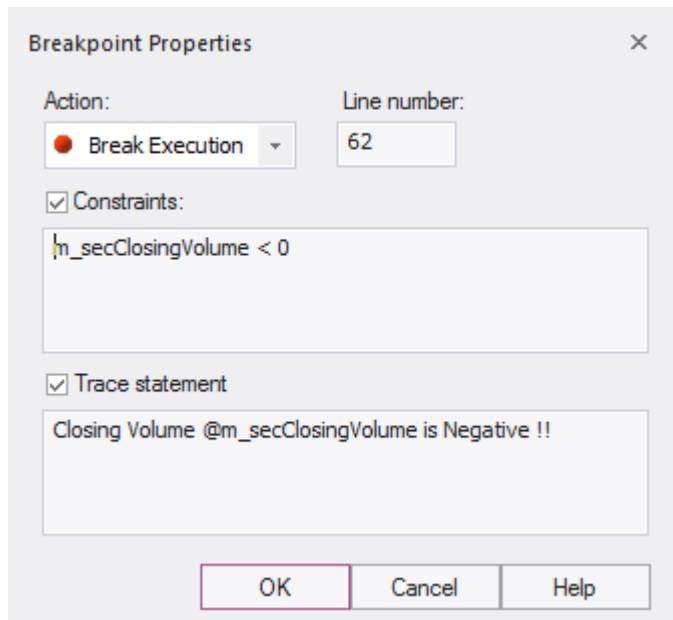 Breakpoint Properties
Action: Line number:
Break Execution 62
Constraints:
m_secClosingVolume < 0
Trace statement
Closing Volume @m_secClosingVolume is Negative !!
OK Cancel Help